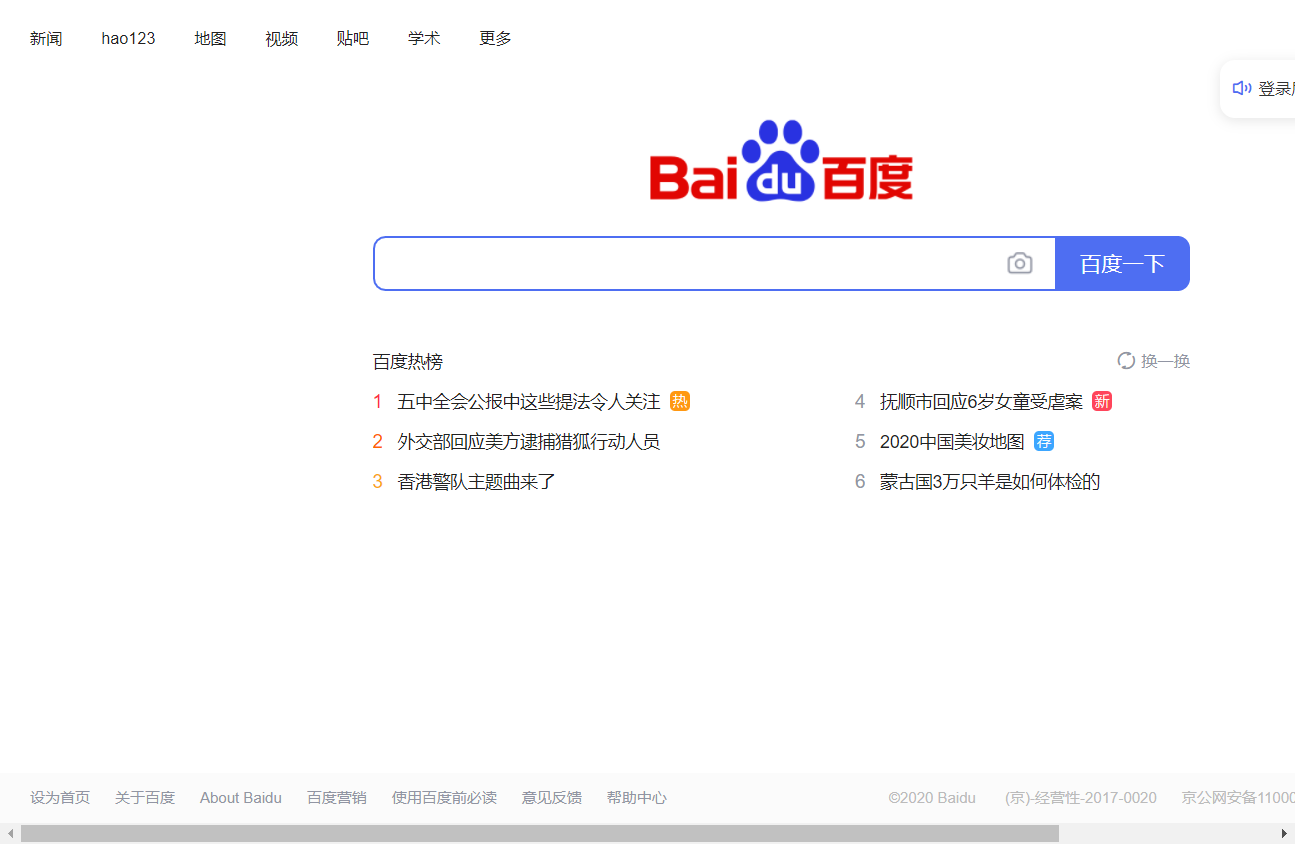 新闻 hao123 地图 视频 贴吧 学术 更多
登录
Bai du 百度
百度一下
百度热榜 换一换
1 五中全会公报中这些提法令人关注 热
4 抚顺市回应6岁女童受虐案 新
2 外交部回应美方逮捕猎狐行动人员
5 2020中国美妆地图 荐
3 香港警队主题曲来了
6 蒙古国3万只羊是如何体检的
设为首页 关于百度 About Baidu 百度营销 使用百度前必读 意见反馈 帮助中心 ©2020 Baidu (京)-经营性-2017-0020 京公网安备11000